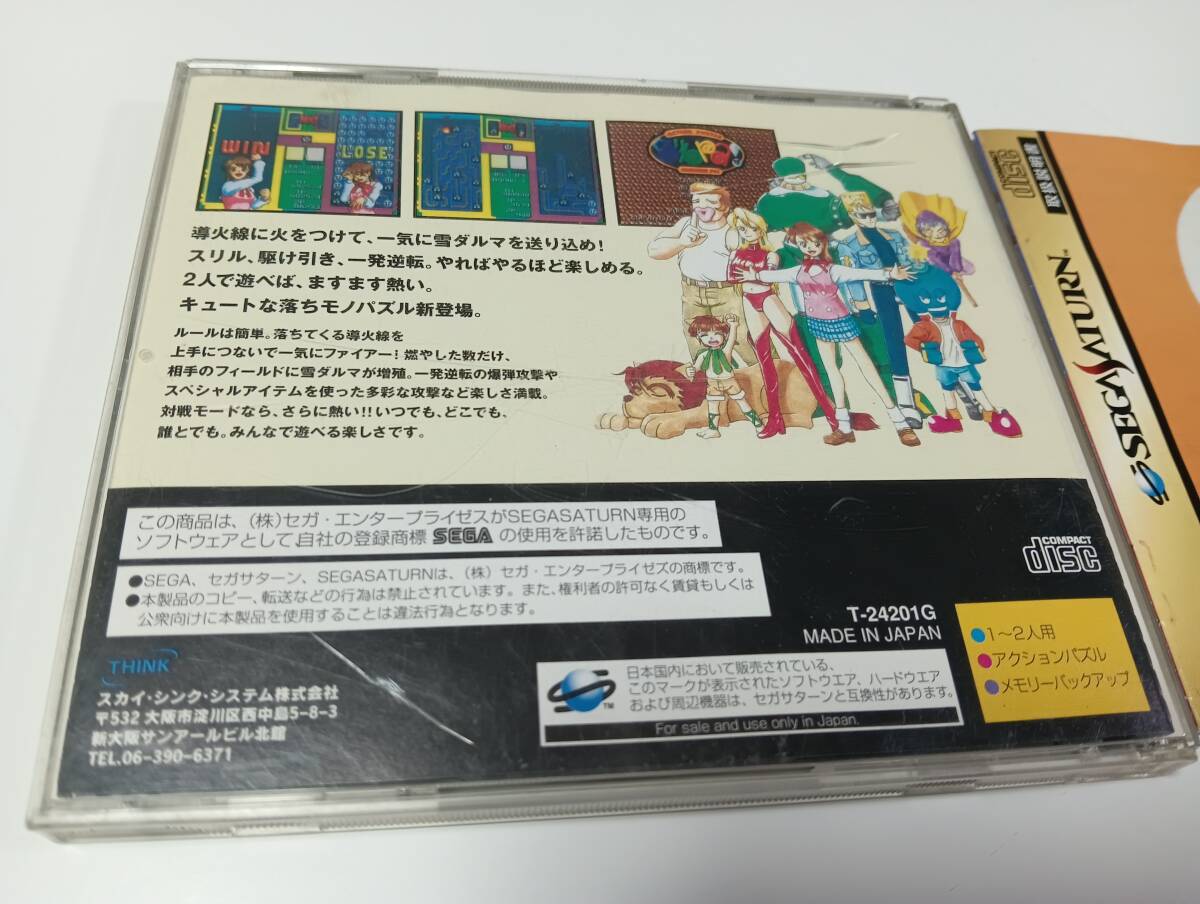 WIN
LOSE
導火線に火をつけて、一気に雪ダルマを送り込め!
スリル、駆け引き、一発逆転。やればやるほど楽しめる。
2人で遊べば、ますます熱い。
キュートな落ちモノパズル新登場。
ルールは簡単。落ちてくる導火線を
上手につないで一気にファイアー!燃やした数だけ、
相手のフィールドに雪ダルマが増殖。一発逆転の爆弾攻撃や
スペシャルアイテムを使った多彩な攻撃など楽しさ満載。
対戦モードなら、さらに熱い!!いつでも、どこでも、
誰とでも。みんなで遊べる楽しさです。
この商品は、(株)セガ・エンタープライゼスがSEGASATURN専用の
ソフトウェアとして、自社の登録商標 SEGA の使用を許諾したものです。
●SEGA、セガサターン、SEGASATURNは、(株)セガ・エンタープライゼズの商標です。
●本製品のコピー、転送などの行為は禁止されています。また、権利者の許可なく賃貸もしくは
公衆向けに本製品を使用することは違法行為となります。
COMPACT
disc
T-24201G
MADE IN JAPAN
●1〜2人用
●アクションパズル
●メモリーバックアップ
THINK
スカイ・シンク・システム株式会社
〒532 大阪市淀川区西中島5-8-3
新大阪サンアールビル北館
TEL.06-390-6371
日本国内において販売されている、
このマークが表示されたソフトウエア、ハードウエア
および周辺機器は、セガサターンと互換性があります。
TM
For sale and use only in Japan.
disc
取扱説明書
SEGA SATURN
TM